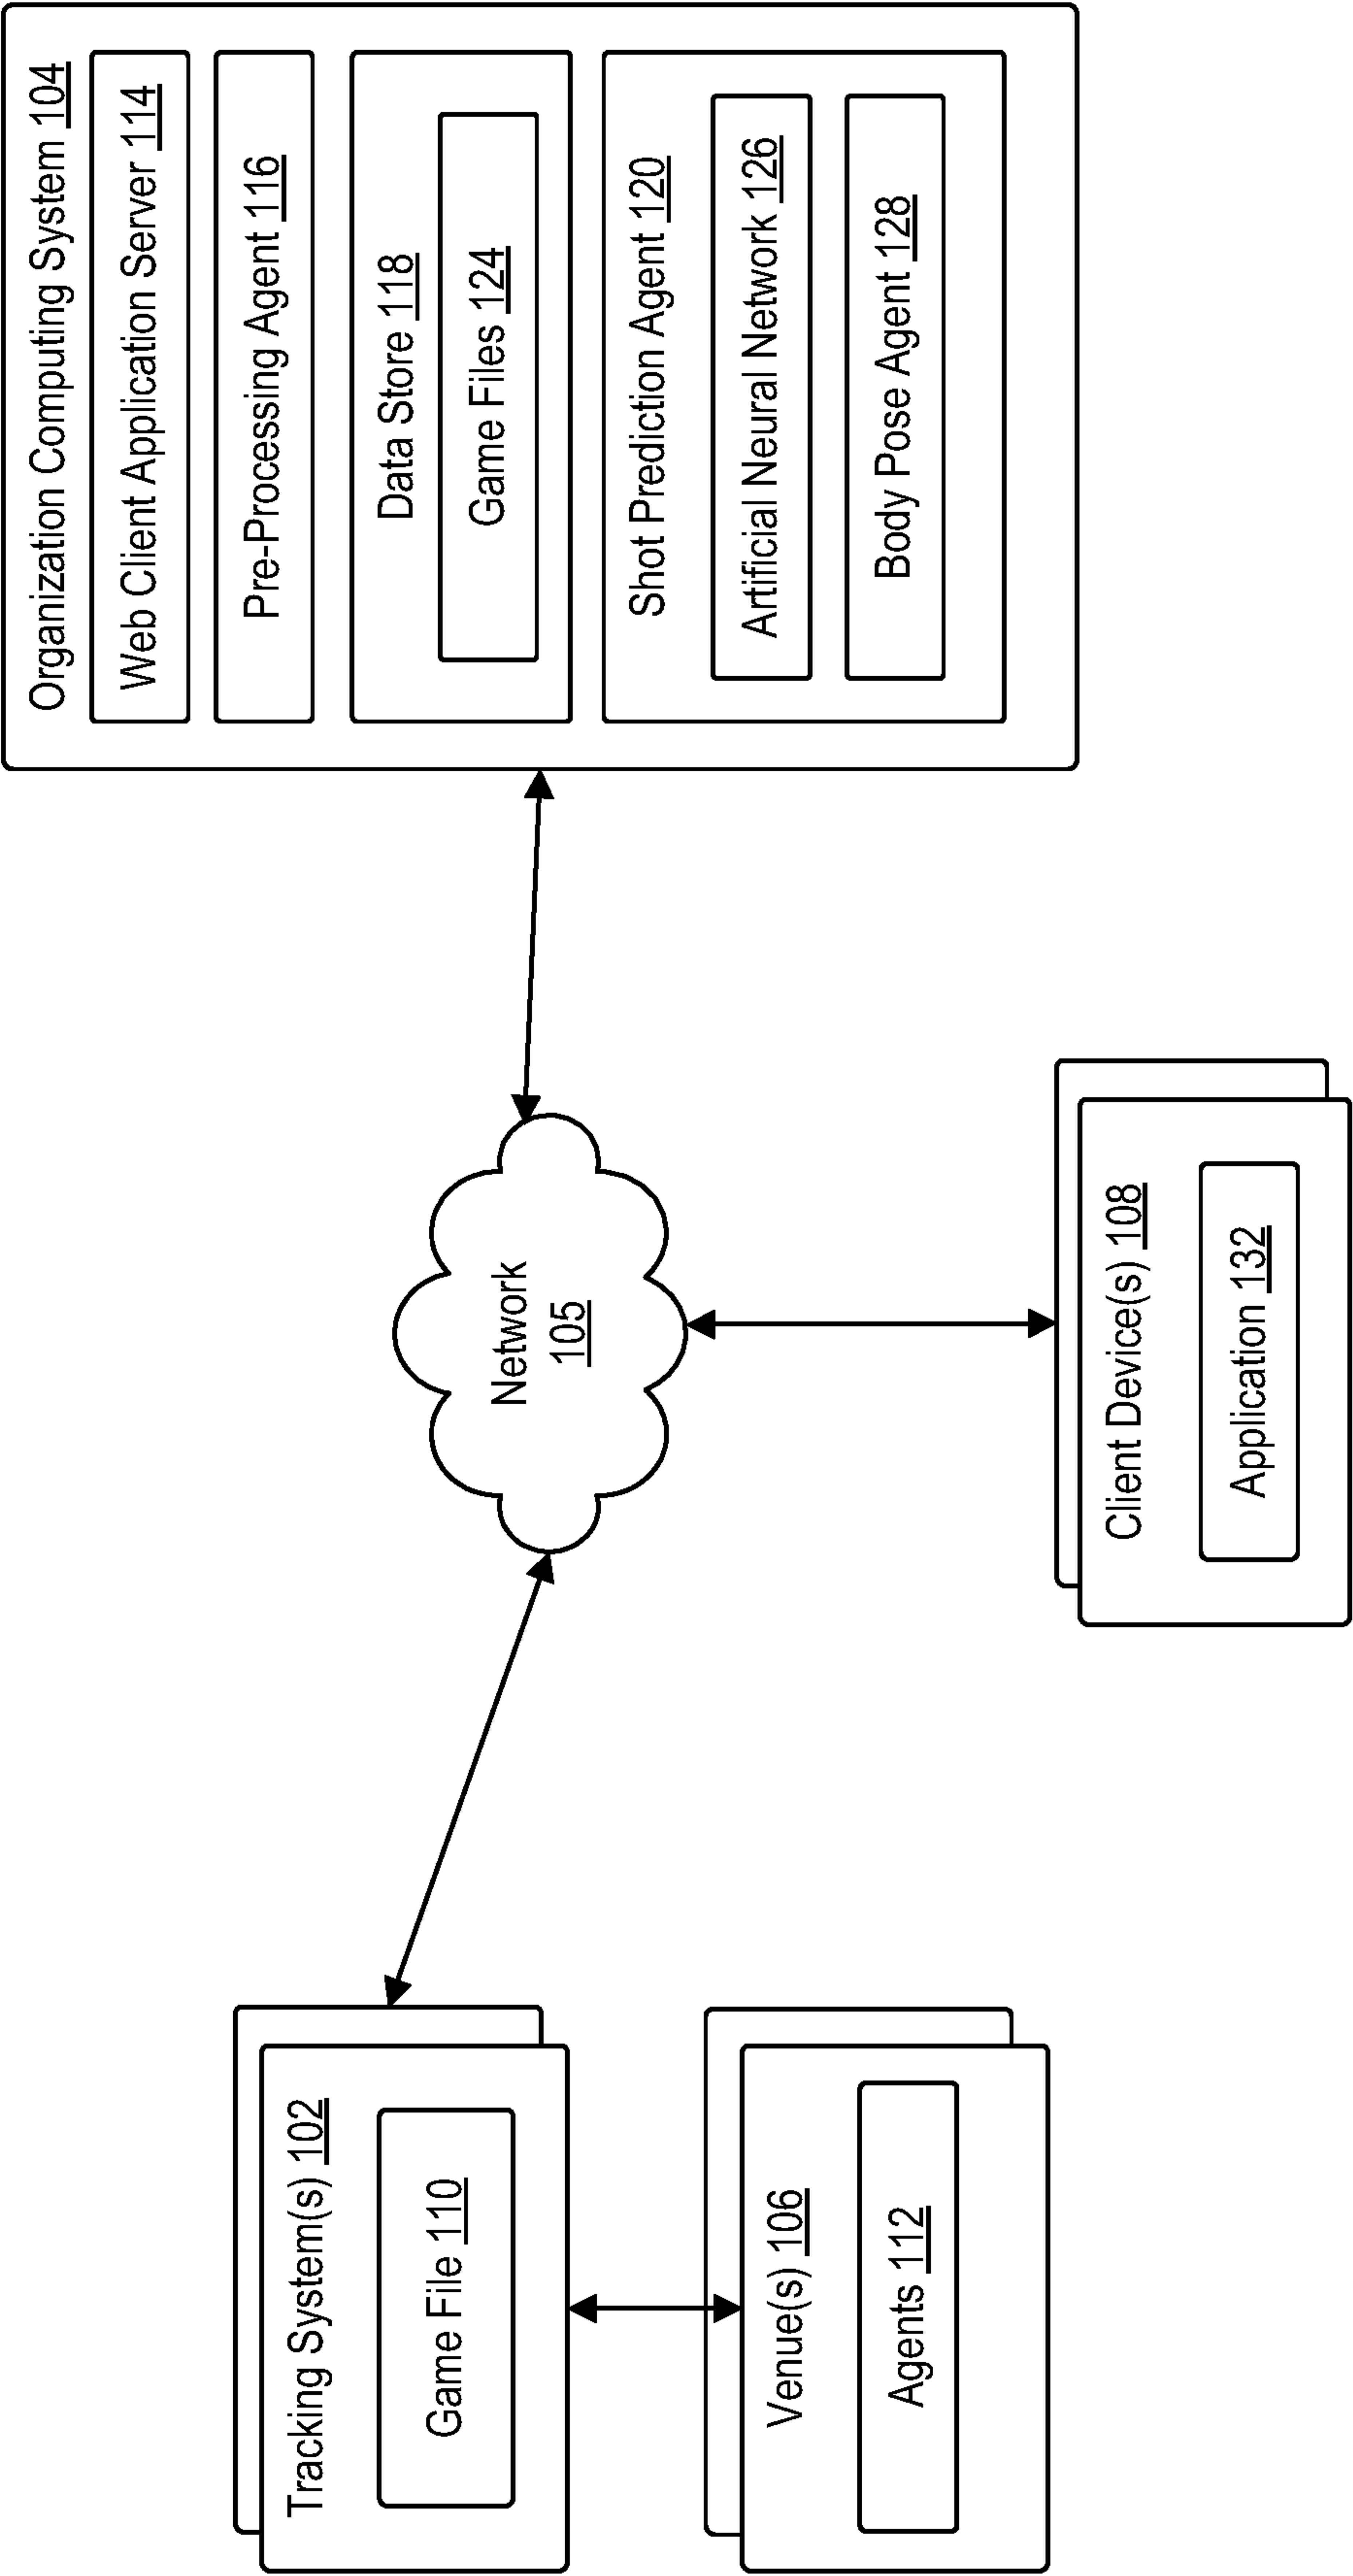 Tracking System(s) 102
Game File 110
Venue(s) 106
Agents 112
Network
105
Client Device(s) 108
Application 132
Organization Computing System 104
Web Client Application Server 114
Pre-Processing Agent 116
Data Store 118
Game Files 124
Shot Prediction Agent 120
Artificial Neural Network 126
Body Pose Agent 128